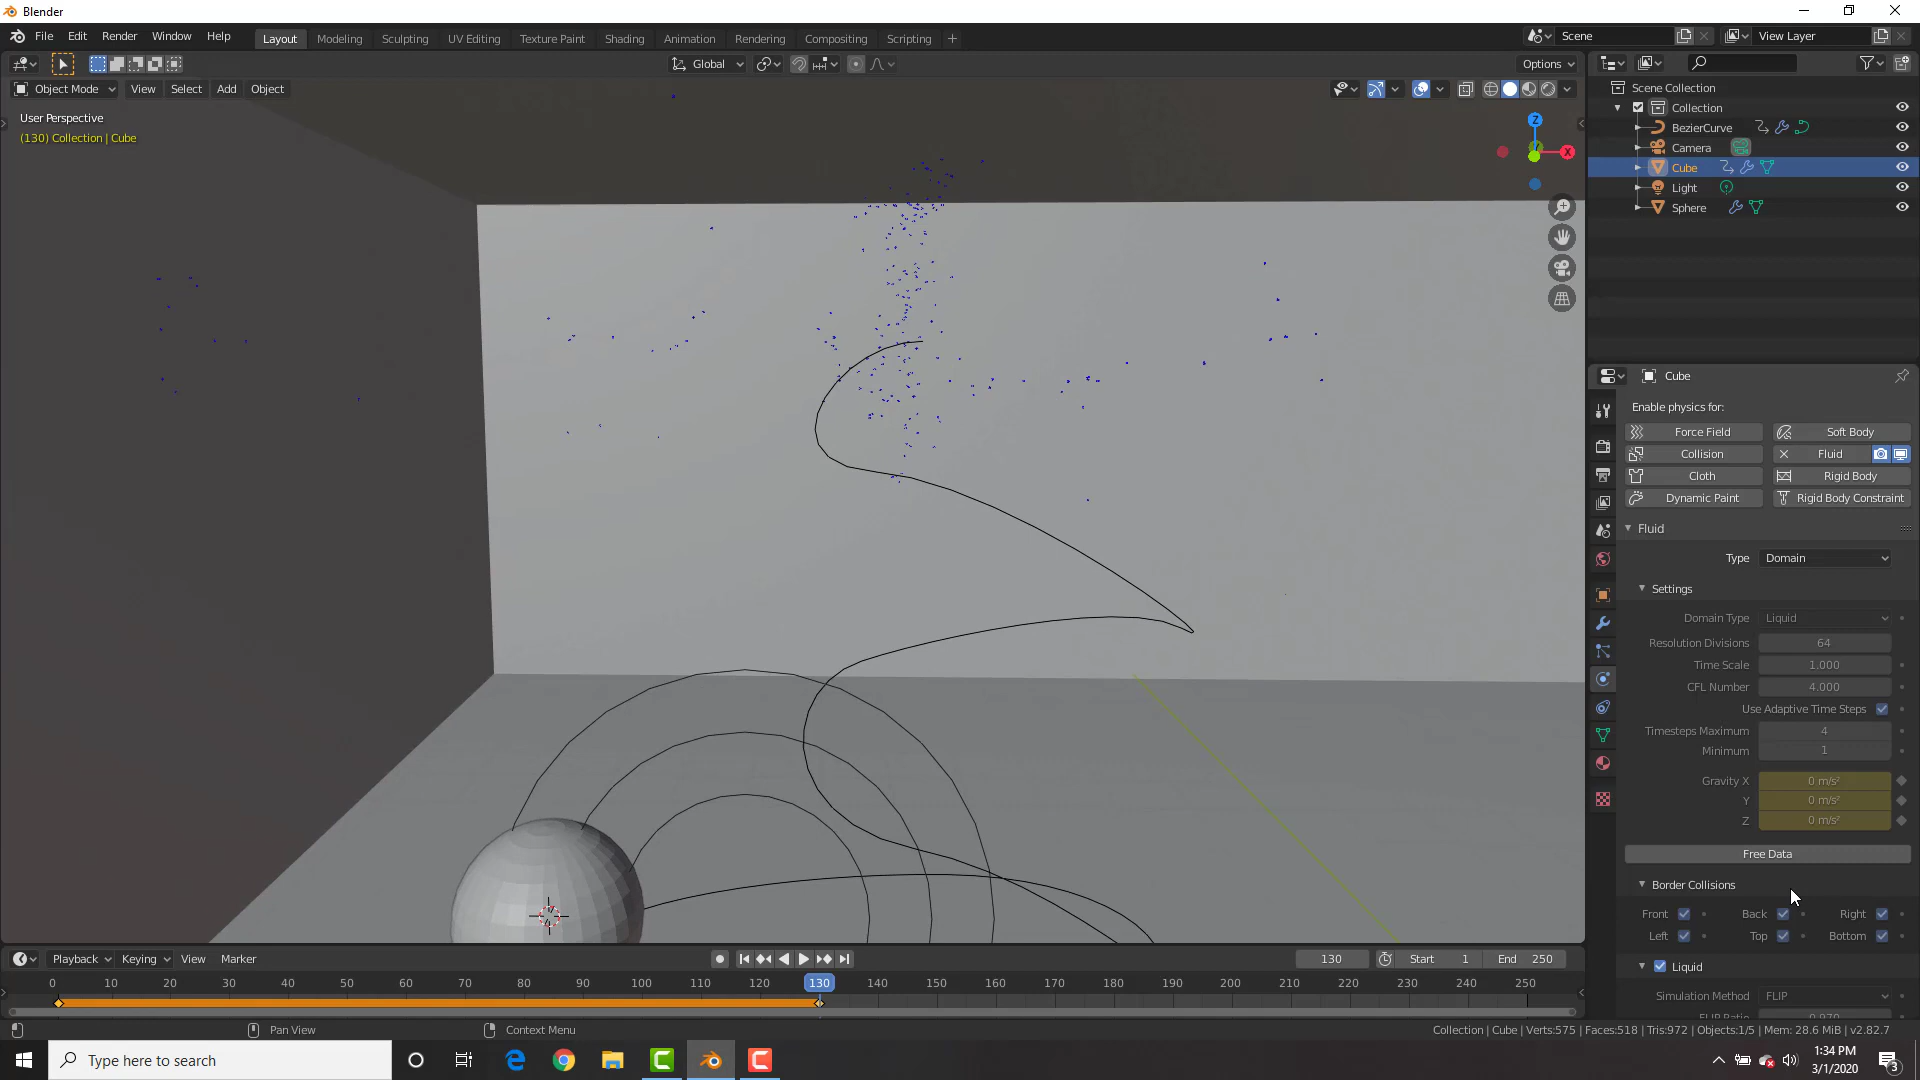 Blender
File Edit Render Window Help
Layout Modeling Sculpting UV Editing Texture Paint Shading Animation Rendering Compositing Scripting +
Scene
View Layer
Global
Options
Object Mode View Select Add Object
User Perspective
(130) Collection | Cube
Z
X
Scene Collection
Collection
BezierCurve
Camera
Cube
Light
Sphere
Cube
Enable physics for:
Force Field Soft Body
Collision Fluid
Cloth Rigid Body
Dynamic Paint Rigid Body Constraint
Fluid
Type Domain
Settings
Domain Type Liquid
Resolution Divisions 64
Time Scale 1.000
CFL Number 4.000
Use Adaptive Time Steps
Timesteps Maximum 4
Minimum 1
Gravity X 0 m/s²
Y 0 m/s²
Z 0 m/s²
Free Data
Border Collisions
Front Back Right
Left Top Bottom
Liquid
Simulation Method FLIP
FLIP Ratio 0.970
Playback Keying View Marker
130 Start 1 End 250
0 10 20 30 40 50 60 70 80 90 100 110 120 130 140 150 160 170 180 190 200 210 220 230 240 250
Pan View
Context Menu
Collection | Cube | Verts:575 | Faces:518 | Tris:972 | Objects:1/5 | Mem: 28.6 MiB | v2.82.7
Type here to search
1:34 PM
3/1/2020
3